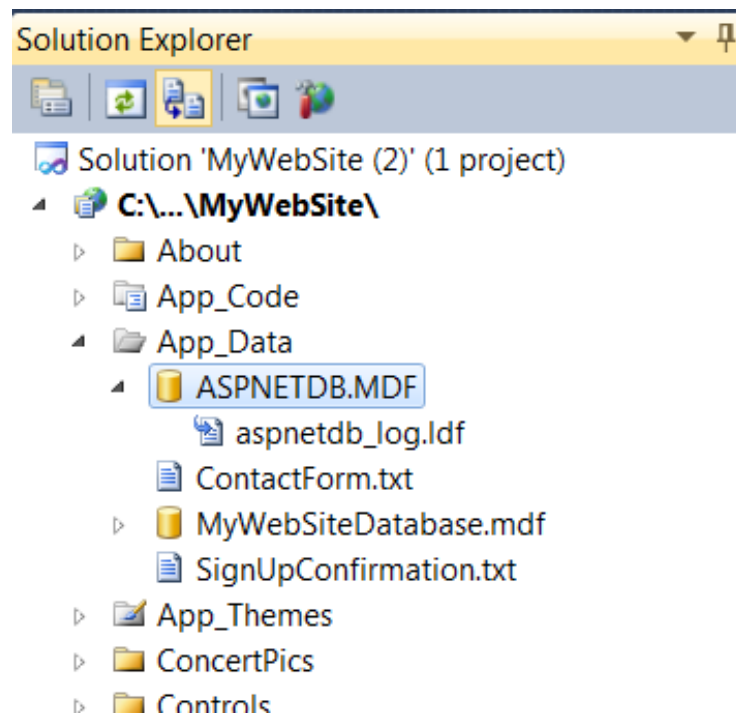 Solution Explorer
Solution 'MyWebSite (2)' (1 project)
C:\...\MyWebSite\
About
App_Code
App_Data
ASPNETDB.MDF
aspnetdb_log.ldf
ContactForm.txt
MyWebSiteDatabase.mdf
SignUpConfirmation.txt
App_Themes
ConcertPics
Controls